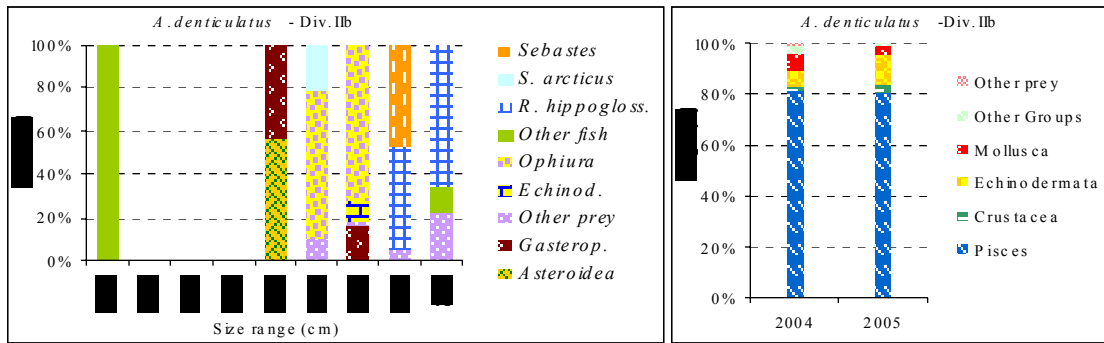 A. denticulatus - Div.IIb
100%
80%
60%
40%
20%
0%
Size range (cm)
Sebastes
S. arcticus
R. hippogloss.
Other fish
Ophiura
Echinod.
Other prey
Gasterop.
Asteroidea
A. denticulatus -Div.IIb
100%
80%
60%
40%
20%
0%
2004 2005
Other prey
Other Groups
Mollusca
Echinodermata
Crustacea
Pisces